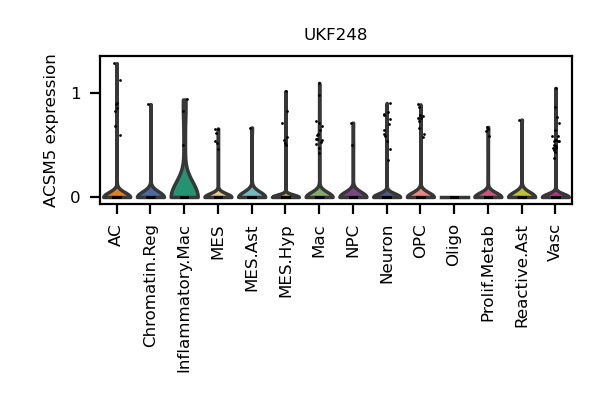 UKF248
ACSM5 expression
1
0
AC
Chromatin.Reg
Inflammatory.Mac
MES
MES.Ast
MES.Hyp
Mac
NPC
Neuron
OPC
Oligo
Prolif.Metab
Reactive.Ast
Vasc